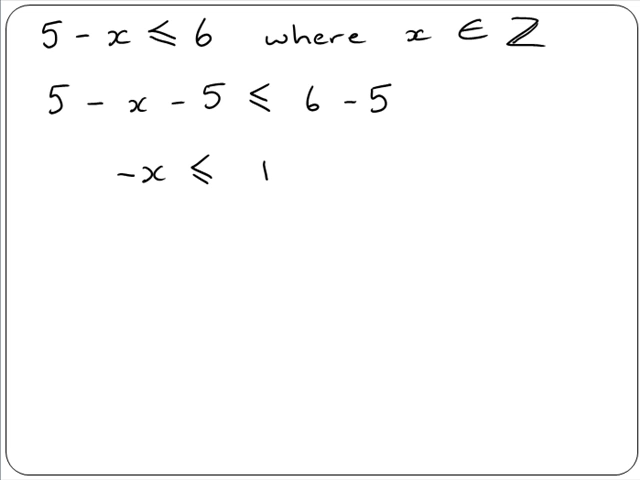 5 - x ⩽ 6 where x ∈ ℤ
5 - x - 5 ⩽ 6 - 5
-x ⩽ 1